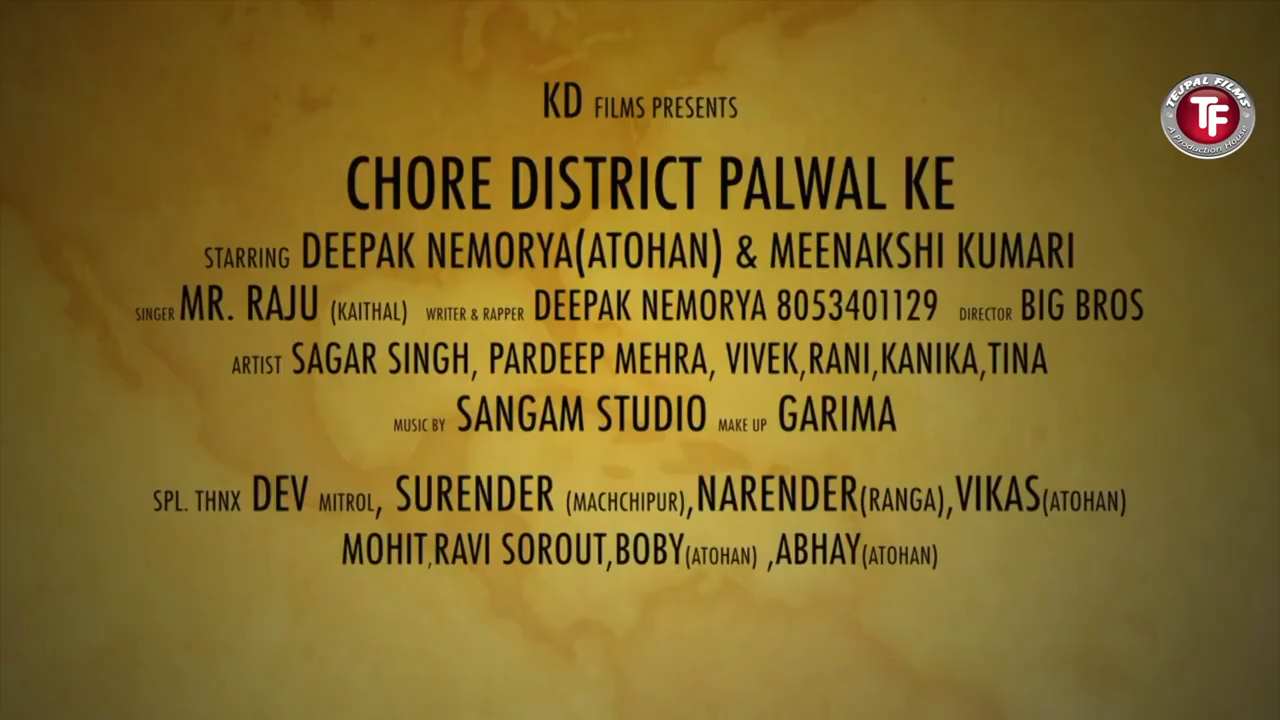 KD FILMS PRESENTS
TEJPAL FILMS
TF
A Production House
CHORE DISTRICT PALWAL KE
STARRING DEEPAK NEMORYA(ATOHAN) & MEENAKSHI KUMARI
SINGER MR. RAJU (KAITHAL) WRITER & RAPPER DEEPAK NEMORYA 8053401129 DIRECTOR BIG BROS
ARTIST SAGAR SINGH, PARDEEP MEHRA, VIVEK,RANI,KANIKA,TINA
MUSIC BY SANGAM STUDIO MAKE UP GARIMA
SPL. THNX DEV MITROL, SURENDER (MACHCHIPUR),NARENDER(RANGA),VIKAS(ATOHAN)
MOHIT,RAVI SOROUT,BOBY(ATOHAN) ,ABHAY(ATOHAN)